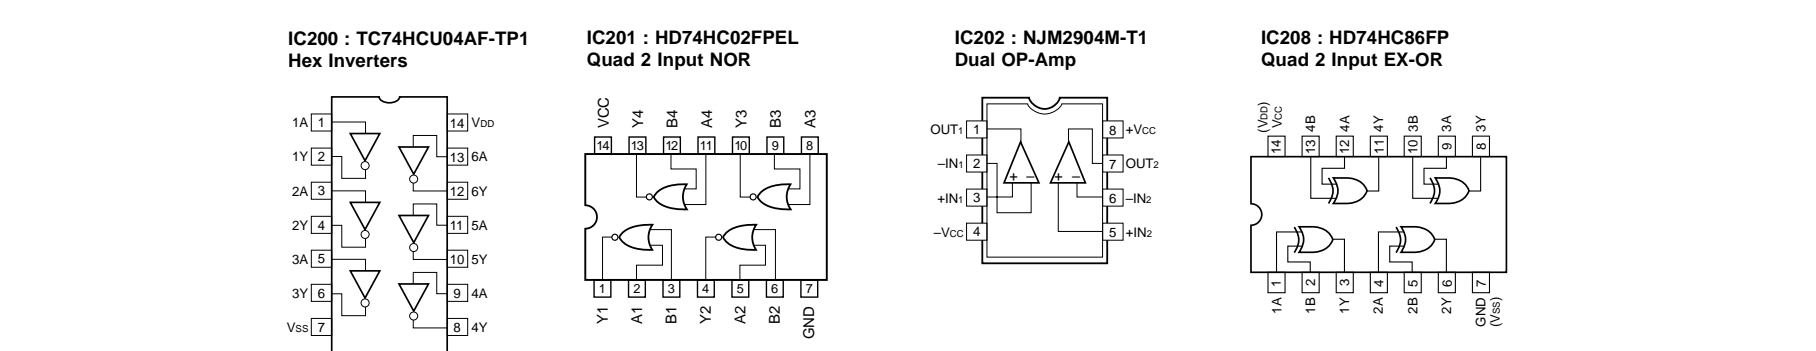 IC200 : TC74HCU04AF-TP1
Hex Inverters
1A 1 14 VDD
1Y 2 13 6A
2A 3 12 6Y
2Y 4 11 5A
3A 5 10 5Y
3Y 6 9 4A
VSS 7 8 4Y
IC201 : HD74HC02FPEL
Quad 2 Input NOR
VCC Y4 B4 A4 Y3 B3 A3
14 13 12 11 10 9 8
1 2 3 4 5 6 7
Y1 A1 B1 Y2 A2 B2 GND
IC202 : NJM2904M-T1
Dual OP-Amp
OUT1 1 8 +VCC
–IN1 2 7 OUT2
+ – + –
+IN1 3 6 –IN2
–VCC 4 5 +IN2
IC208 : HD74HC86FP
Quad 2 Input EX-OR
(VDD)
VCC 4B 4A 4Y 3B 3A 3Y
14 13 12 11 10 9 8
1 2 3 4 5 6 7
1A 1B 1Y 2A 2B 2Y GND
(VSS)